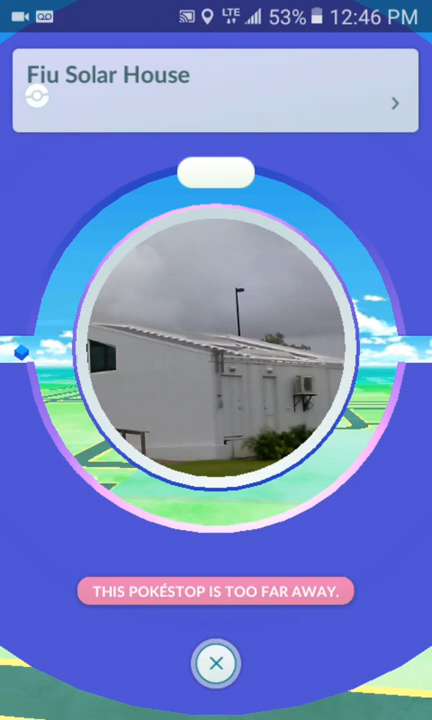 LTE 53% 12:46 PM
Fiu Solar House
THIS POKÉSTOP IS TOO FAR AWAY.